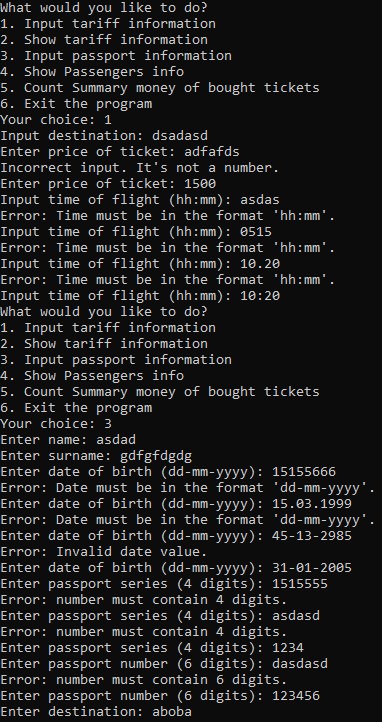 What would you like to do?
1. Input tariff information
2. Show tariff information
3. Input passport information
4. Show Passengers info
5. Count Summary money of bought tickets
6. Exit the program
Your choice: 1
Input destination: dsadasd
Enter price of ticket: adfafds
Incorrect input. It's not a number.
Enter price of ticket: 1500
Input time of flight (hh:mm): asdas
Error: Time must be in the format 'hh:mm'.
Input time of flight (hh:mm): 0515
Error: Time must be in the format 'hh:mm'.
Input time of flight (hh:mm): 10.20
Error: Time must be in the format 'hh:mm'.
Input time of flight (hh:mm): 10:20
What would you like to do?
1. Input tariff information
2. Show tariff information
3. Input passport information
4. Show Passengers info
5. Count Summary money of bought tickets
6. Exit the program
Your choice: 3
Enter name: asdad
Enter surname: gdfgfdgdg
Enter date of birth (dd-mm-yyyy): 15155666
Error: Date must be in the format 'dd-mm-yyyy'.
Enter date of birth (dd-mm-yyyy): 15.03.1999
Error: Date must be in the format 'dd-mm-yyyy'.
Enter date of birth (dd-mm-yyyy): 45-13-2985
Error: Invalid date value.
Enter date of birth (dd-mm-yyyy): 31-01-2005
Enter passport series (4 digits): 1515555
Error: number must contain 4 digits.
Enter passport series (4 digits): asdasd
Error: number must contain 4 digits.
Enter passport series (4 digits): 1234
Enter passport number (6 digits): dasdasd
Error: number must contain 6 digits.
Enter passport number (6 digits): 123456
Enter destination: aboba